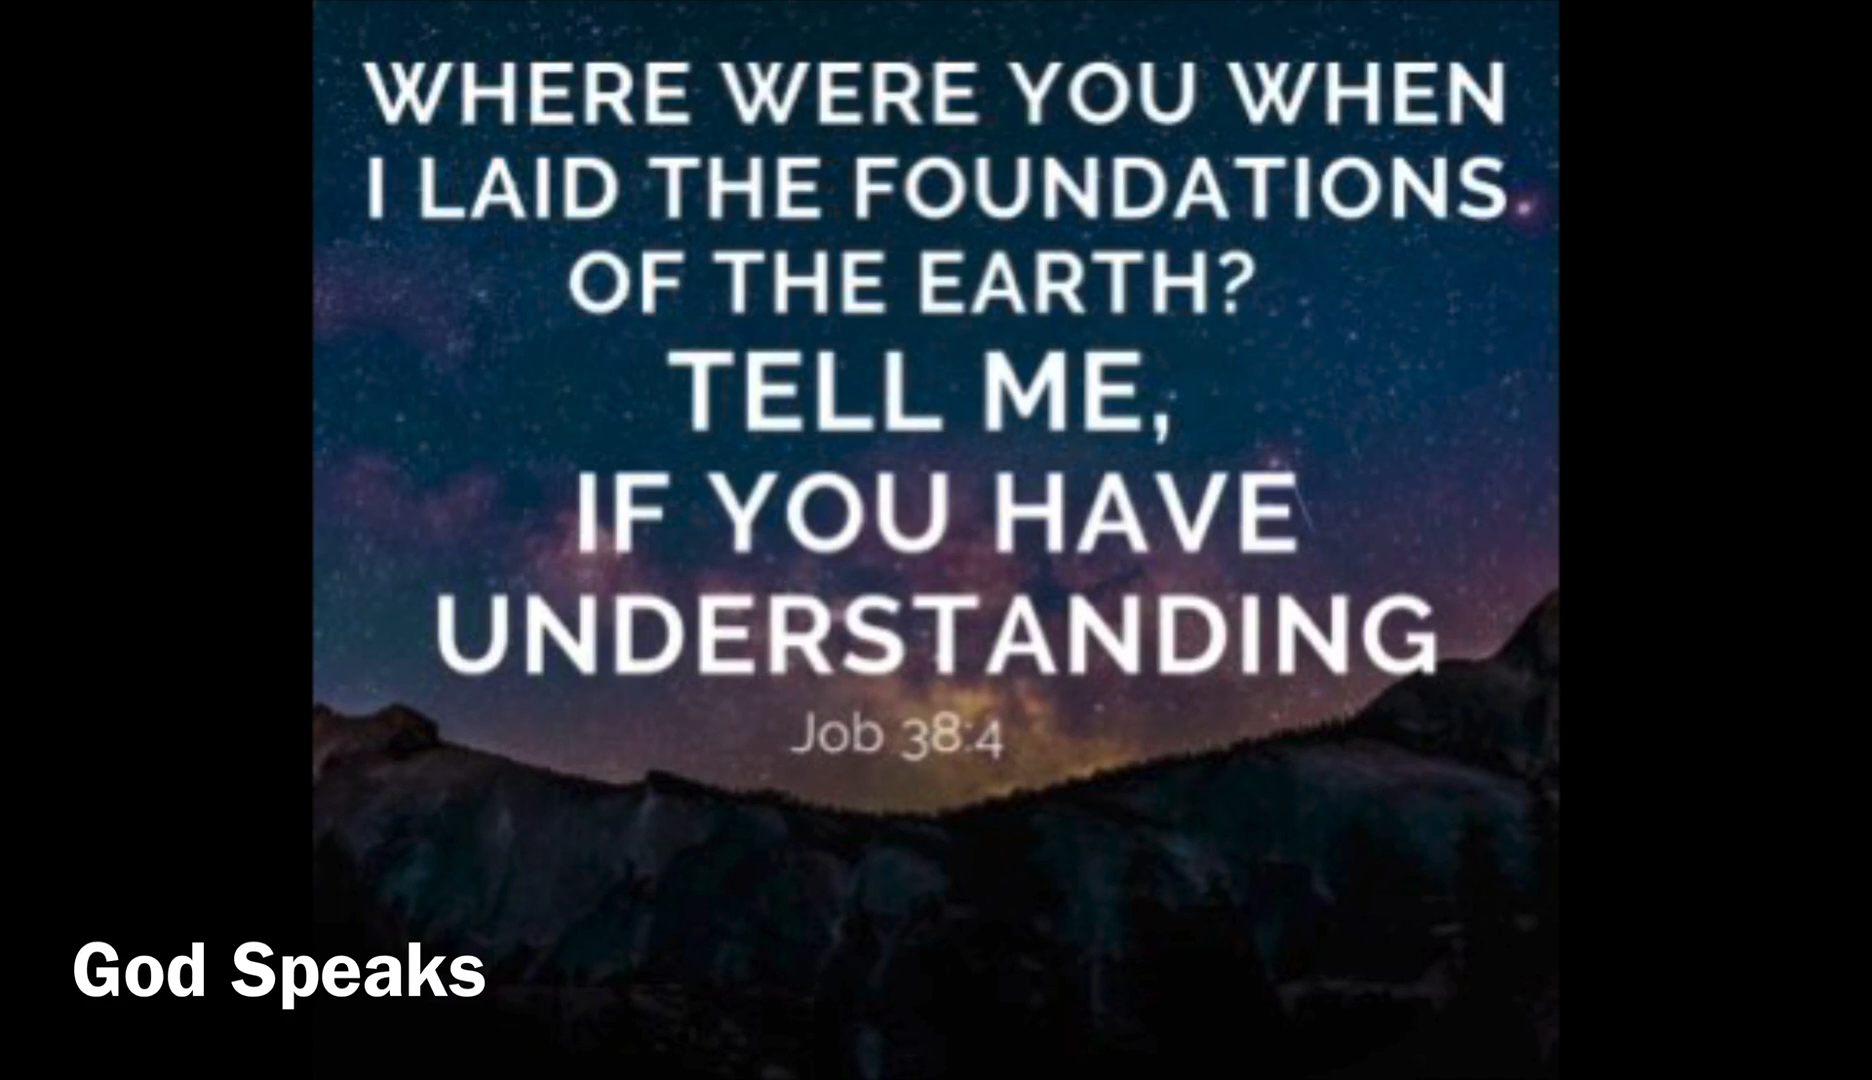 WHERE WERE YOU WHEN
I LAID THE FOUNDATIONS
OF THE EARTH?
TELL ME,
IF YOU HAVE
UNDERSTANDING
Job 38:4
God Speaks